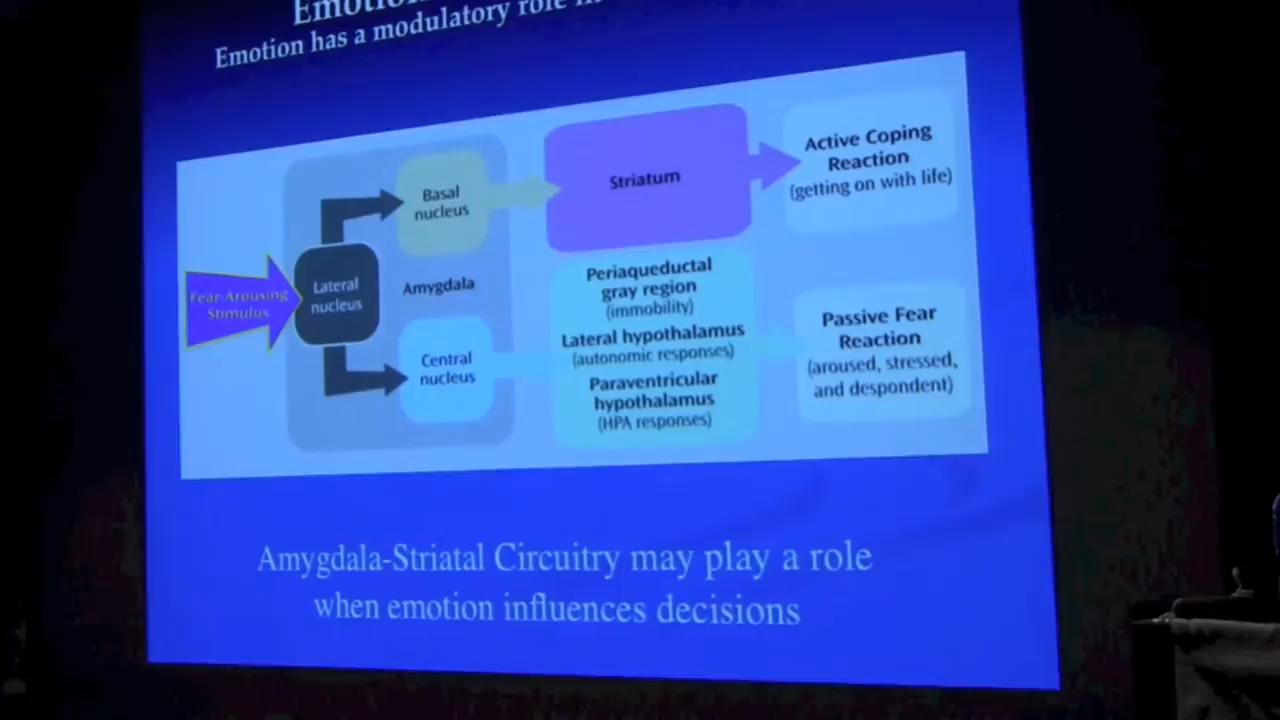 Emotion
Emotion has a modulatory role in
Fear-Arousing
Stimulus
Lateral
nucleus
Basal
nucleus
Amygdala
Central
nucleus
Striatum
Periaqueductal
gray region
(immobility)
Lateral hypothalamus
(autonomic responses)
Paraventricular
hypothalamus
(HPA responses)
Active Coping
Reaction
(getting on with life)
Passive Fear
Reaction
(aroused, stressed,
and despondent)
Amygdala-Striatal Circuitry may play a role
when emotion influences decisions